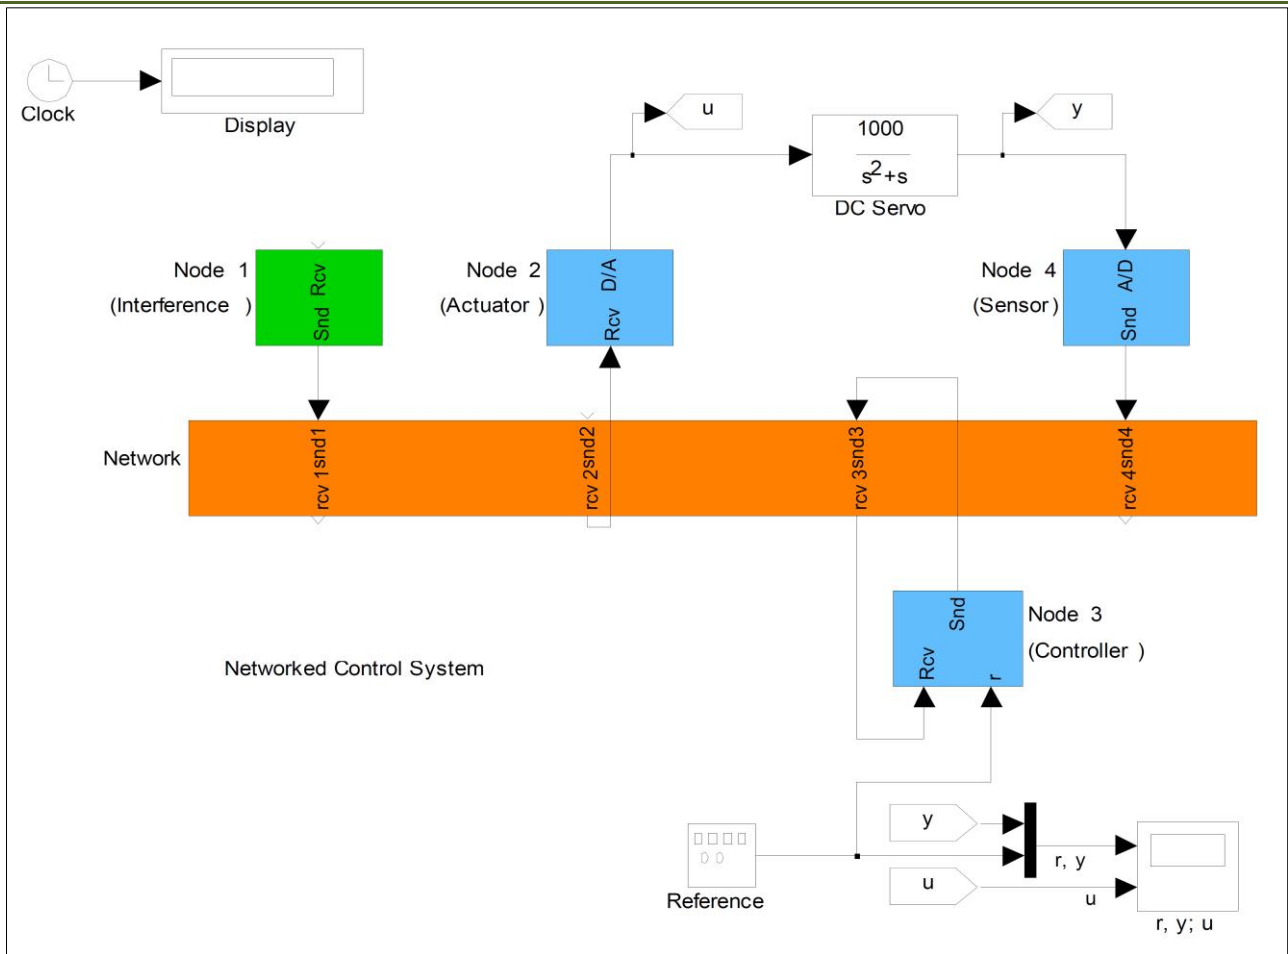 Clock
Display
u
1000
s2+s
DC Servo
y
Node 1
(Interference )
Snd Rcv
Node 2
(Actuator )
Rcv D/A
Node 4
(Sensor)
Snd A/D
Network
rcv 1 snd1
rcv 2 snd2
rcv 3 snd3
rcv 4 snd4
Snd
Rcv
r
Node 3
(Controller )
Networked Control System
Reference
y
u
r, y
u
r, y; u